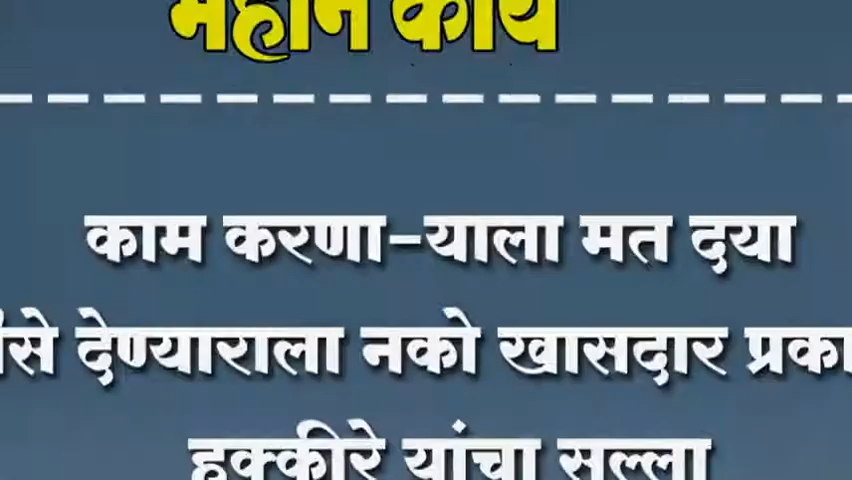 महान कार्य
काम करणा-याला मत दया
देण्याराला नको खासदार
हक्कीरे यांचा सल्ला